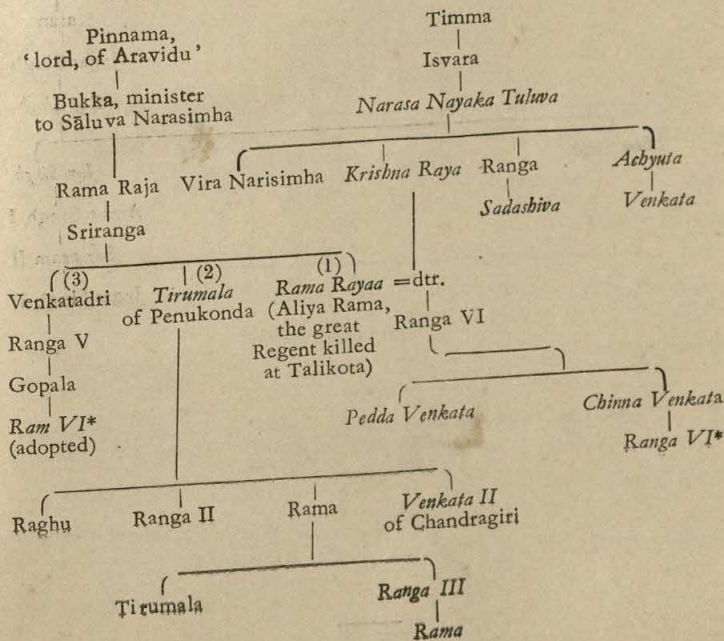 Pinnama,
‘lord, of Aravidu’
Timma
Isvara
Bukka, minister
to Sāluva Narasimha
Narasa Nayaka Tuluva
Rama Raja
Vira Narisimha
Krishna Raya
Ranga
Achyuta
Sadashiva
Venkata
Sriranga
(3)
(2)
(1)
Venkatadri
Tirumala
of Penukonda
Rama Rayaa
(Aliya Rama,
the great
Regent killed
at Talikota)
=dtr.
Ranga V
Ranga VI
Gopala
Ram VI*
(adopted)
Pedda Venkata
Chinna Venkata
Ranga VI*
Raghu
Ranga II
Rama
Venkata II
of Chandragiri
Tirumala
Ranga III
Rama